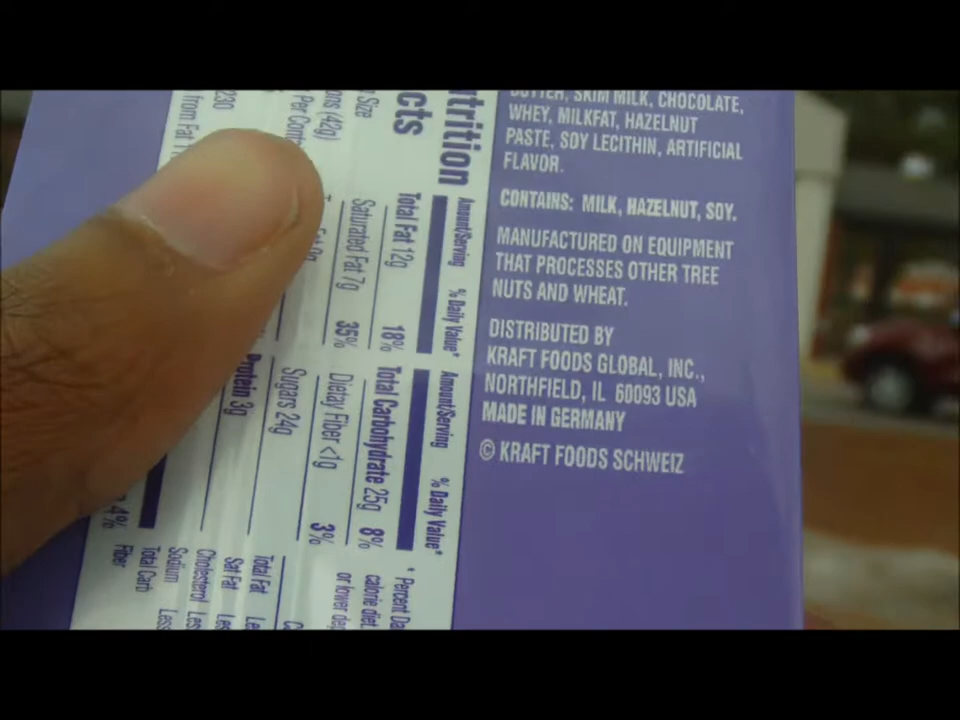 BUTTER, SKIM MILK, CHOCOLATE,
WHEY, MILKFAT, HAZELNUT
PASTE, SOY LECITHIN, ARTIFICIAL
FLAVOR.
CONTAINS: MILK, HAZELNUT, SOY.
MANUFACTURED ON EQUIPMENT
THAT PROCESSES OTHER TREE
NUTS AND WHEAT.
DISTRIBUTED BY
KRAFT FOODS GLOBAL, INC.,
NORTHFIELD, IL 60093 USA
MADE IN GERMANY
© KRAFT FOODS SCHWEIZ
Size
(42g)
Per
230
from Fat
Amount/Serving % Daily Value*
Total Fat 12g 18%
Saturated Fat 7g 35%
Amount/Serving % Daily Value*
Total Carbohydrate 25g 8%
Dietary Fiber <1g 3%
Sugars 24g
Protein 3g
4%
* Percent
calorie diet.
or lower
Total Fat
Sat Fat
Cholesterol
Sodium
Total Carb
Fiber